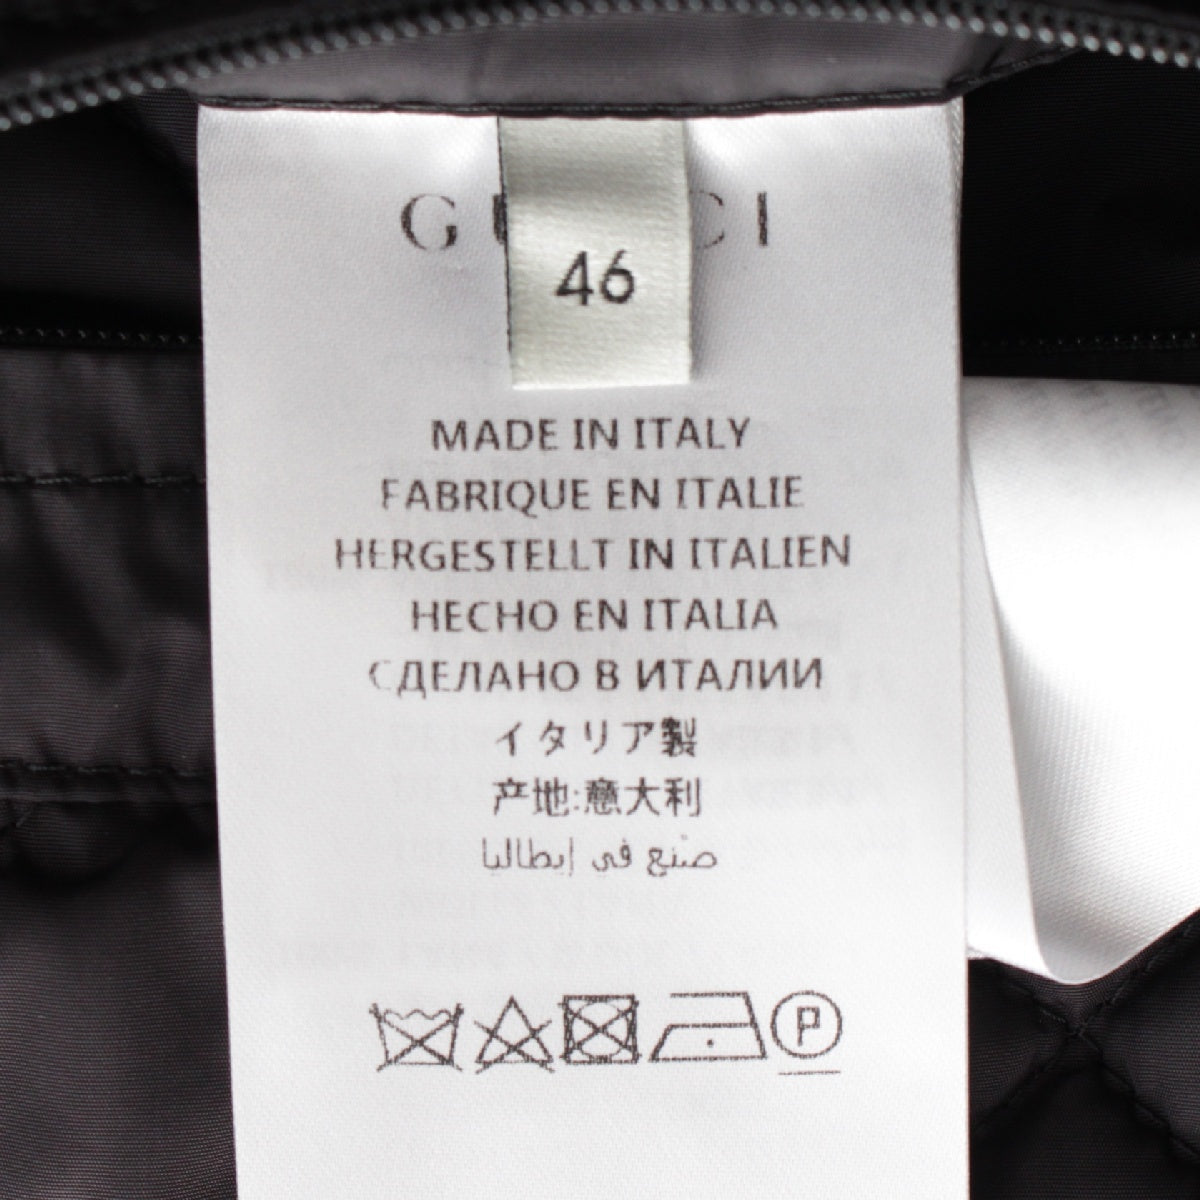 GUCCI
46
MADE IN ITALY
FABRIQUE EN ITALIE
HERGESTELLT IN ITALIEN
HECHO EN ITALIA
СДЕЛАНО В ИТАЛИИ
イタリア製
产地:意大利
صنع في إيطاليا
P